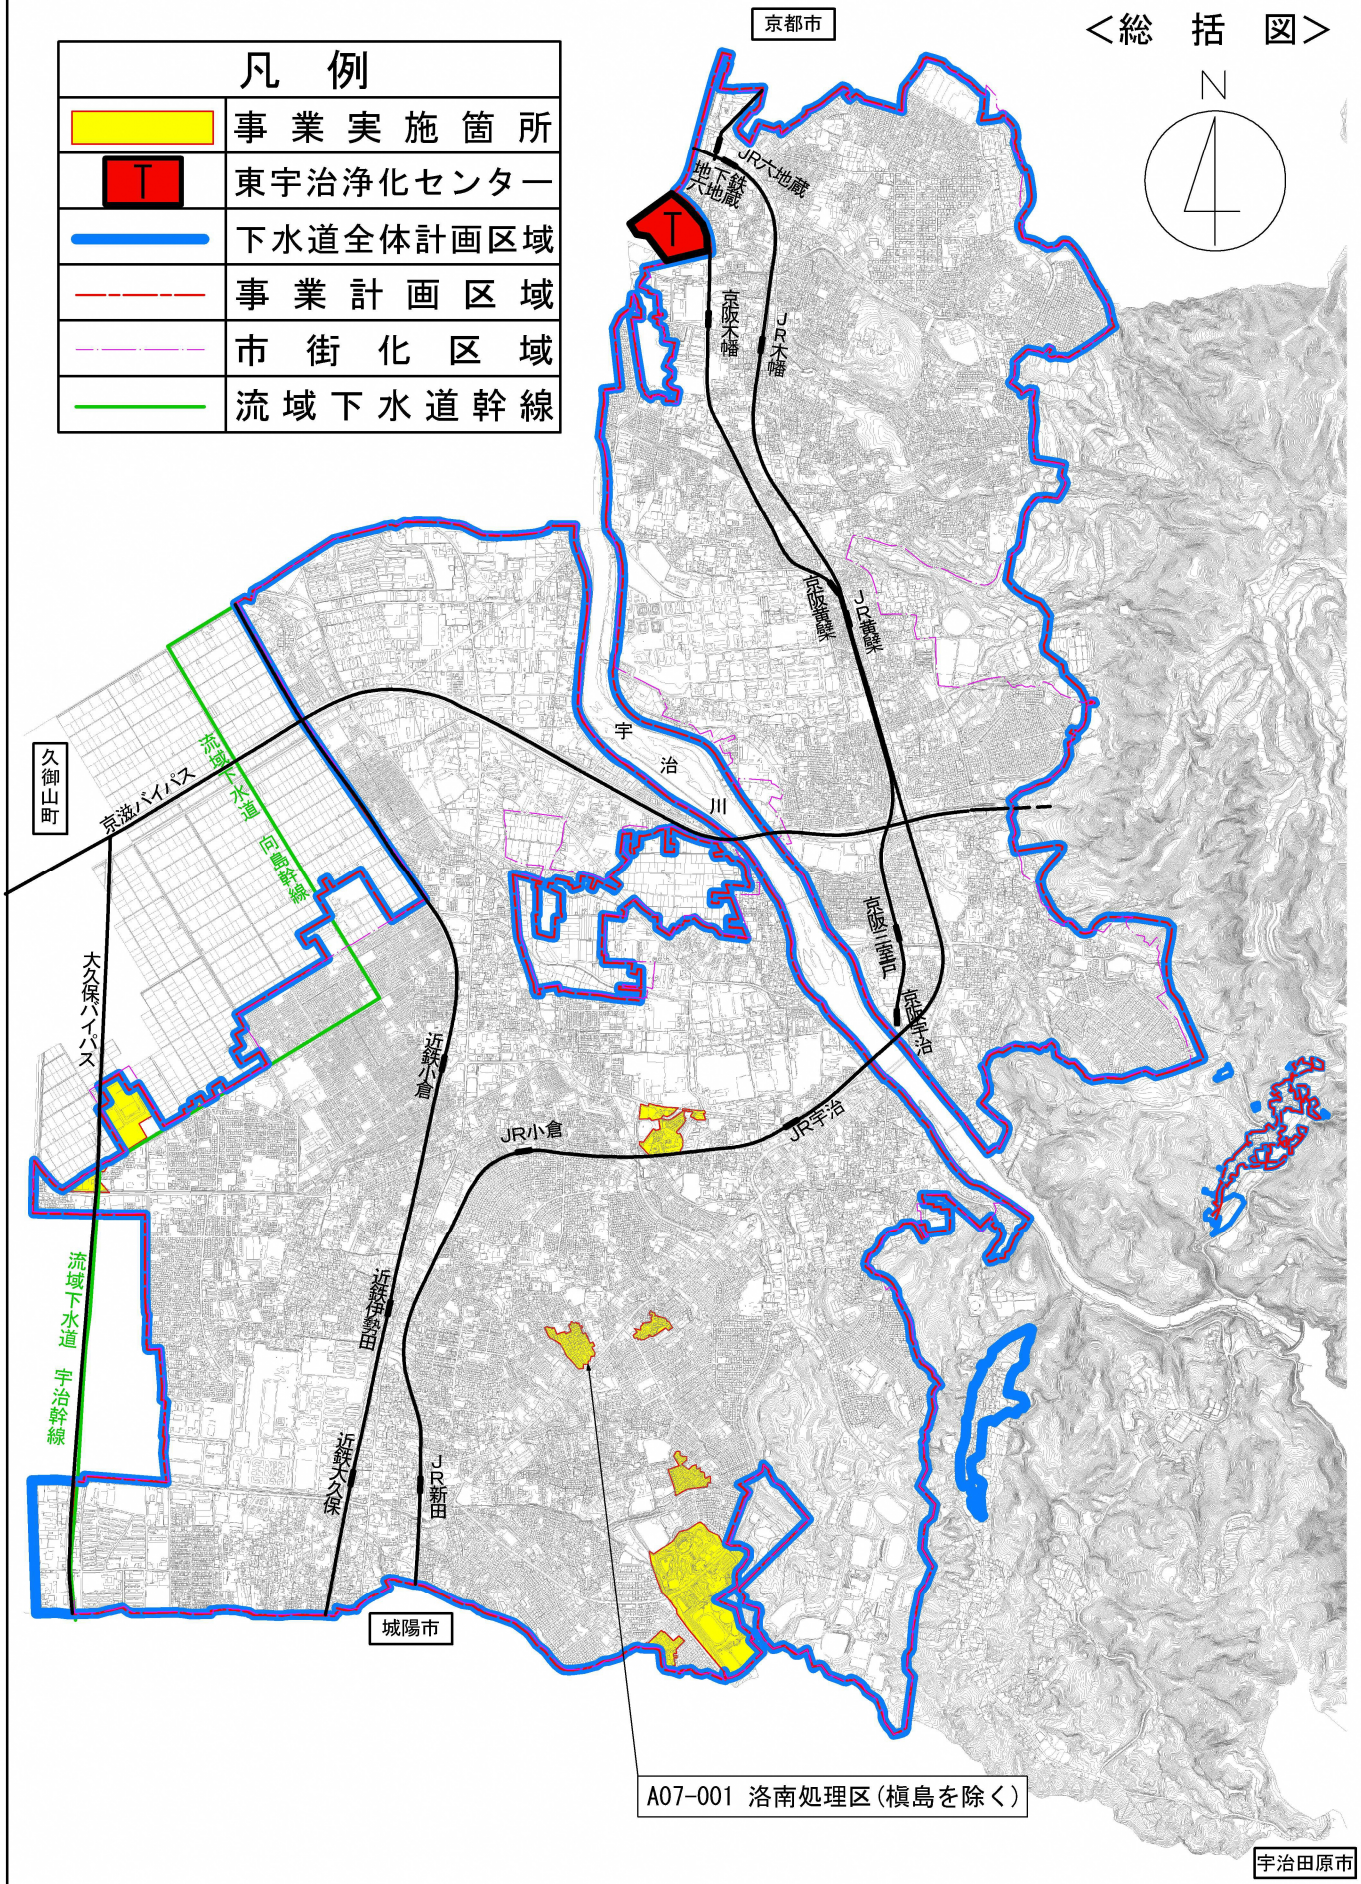 京都市
<総 括 図>
N
凡 例
事業実施箇所
T
東宇治浄化センター
下水道全体計画区域
事業計画区域
市街化区域
流域下水道幹線
JR六地蔵
地下鉄
六地蔵
T
京阪木幡
JR木幡
京阪黄檗
JR黄檗
宇治川
久御山町
京滋バイパス
流域下水道 向島幹線
大久保バイパス
京阪三室戸
京阪宇治
近鉄小倉
JR小倉
JR宇治
流域下水道 宇治幹線
近鉄伊勢田
近鉄大久保
JR新田
城陽市
A07-001 洛南処理区(槇島を除く)
宇治田原市